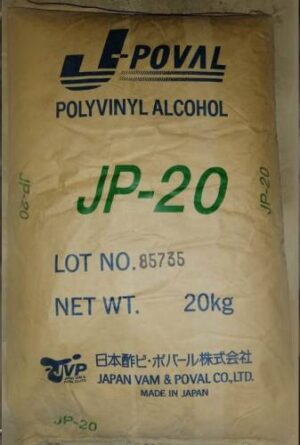 J-POVAL
POLYVINYL ALCOHOL
JP-20
JP-20
JP-20
LOT NO. 85735
NET WT. 20kg
JVP
日本酢ビ・ポバール株式会社
JAPAN VAM & POVAL CO., LTD.
MADE IN JAPAN
JP-20